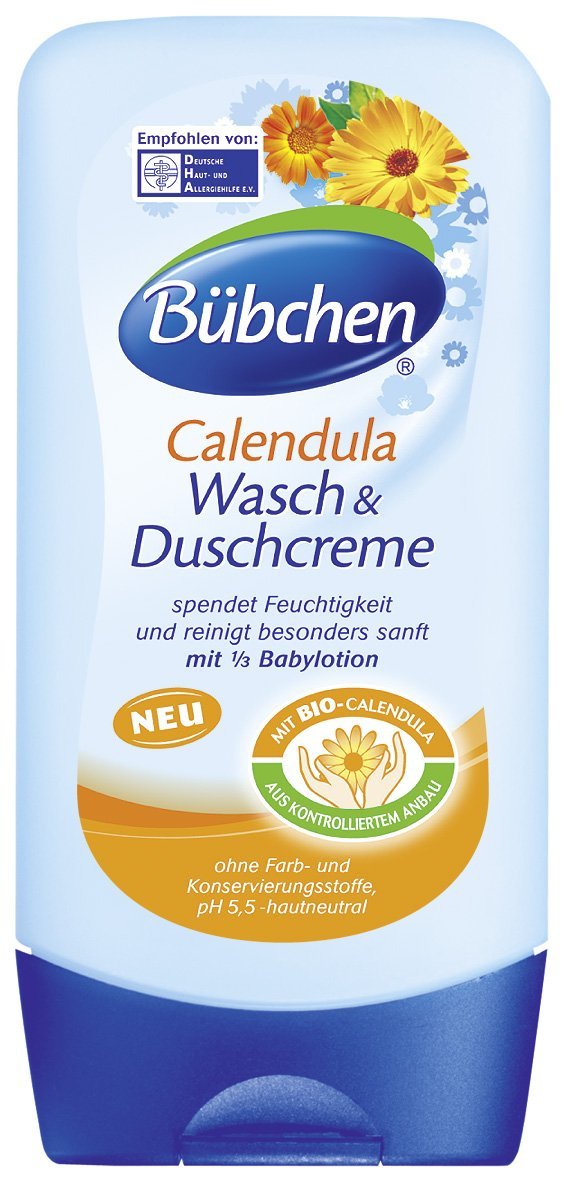 Empfohlen von:
DEUTSCHE
HAUT- UND
ALLERGIEHILFE E.V.
Bübchen
®
Calendula
Wasch &
Duschcreme
spendet Feuchtigkeit
und reinigt besonders sanft
mit ⅓ Babylotion
NEU
MIT BIO-CALENDULA
AUS KONTROLLIERTEM ANBAU
ohne Farb- und
Konservierungsstoffe,
pH 5,5-hautneutral